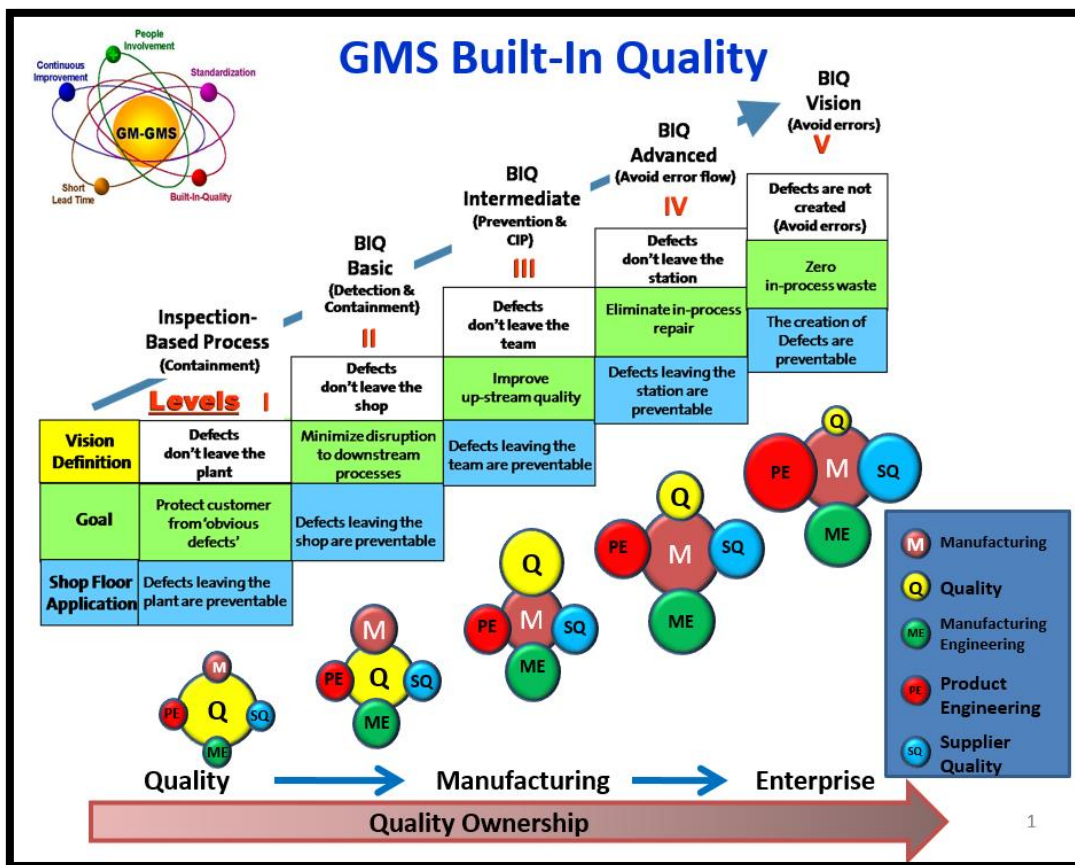 GMS Built-In Quality
People
Involvement
Continuous
Improvement
Standardization
GM-GMS
Short
Lead Time
Built-In-Quality
Inspection-
Based Process
(Containment)
Levels I
BIQ
Basic
(Detection &
Containment)
II
BIQ
Intermediate
(Prevention &
CIP)
III
BIQ
Advanced
(Avoid error flow)
IV
BIQ
Vision
(Avoid errors)
V
Vision
Definition
Defects
don't leave the
plant
Defects
don't leave the
shop
Defects
don't leave the
team
Defects
don't leave the
station
Defects are not
created
(Avoid errors)
Goal
Protect customer
from 'obvious
defects'
Minimize disruption
to downstream
processes
Improve
up-stream quality
Eliminate in-process
repair
Zero
in-process waste
Shop Floor
Application
Defects leaving the
plant are preventable
Defects leaving the
shop are preventable
Defects leaving the
team are preventable
Defects leaving the
station are
preventable
The creation of
Defects are
preventable
M
PE
Q
SQ
ME
M
PE
Q
SQ
ME
Q
PE
M
SQ
ME
Q
PE
M
SQ
ME
Q
PE
M
SQ
ME
M Manufacturing
Q Quality
ME Manufacturing
Engineering
PE Product
Engineering
SQ Supplier
Quality
Quality
Manufacturing
Enterprise
Quality Ownership
1